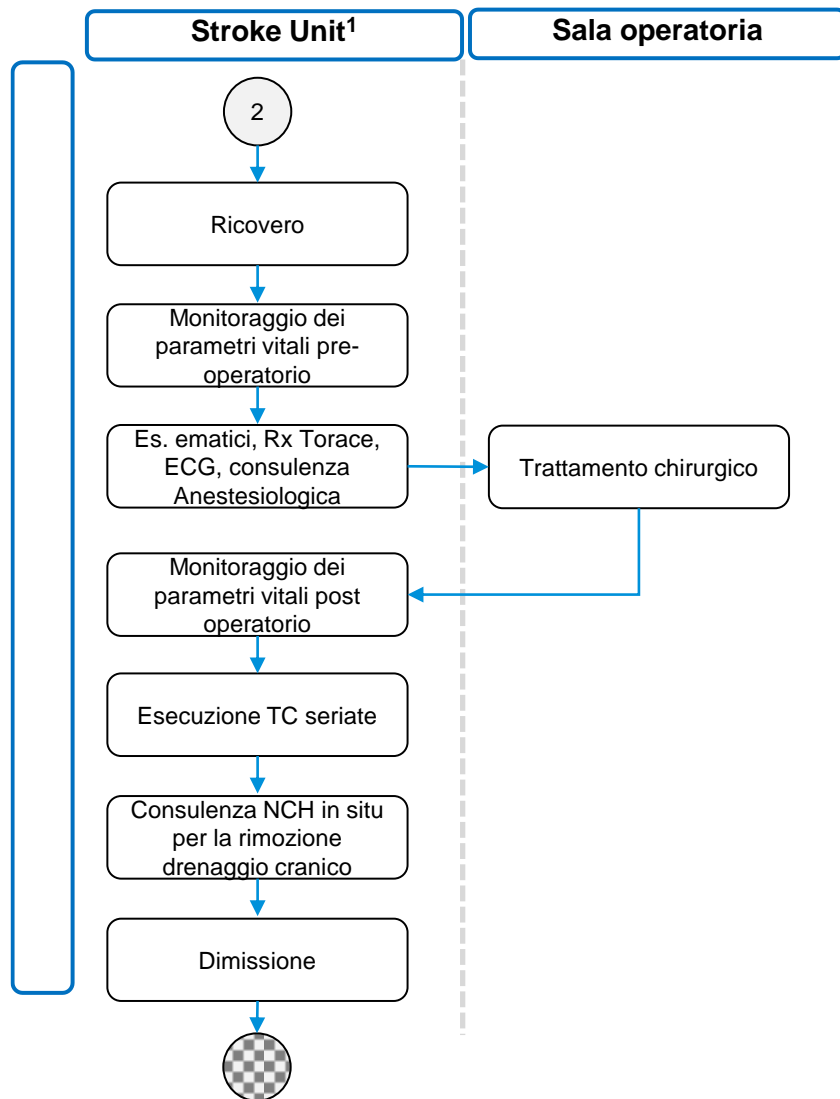 Stroke Unit¹
Sala operatoria
2
Ricovero
Monitoraggio dei
parametri vitali pre-
operatorio
Es. ematici, Rx Torace,
ECG, consulenza
Anestesiologica
Trattamento chirurgico
Monitoraggio dei
parametri vitali post
operatorio
Esecuzione TC seriate
Consulenza NCH in situ
per la rimozione
drenaggio cranico
Dimissione